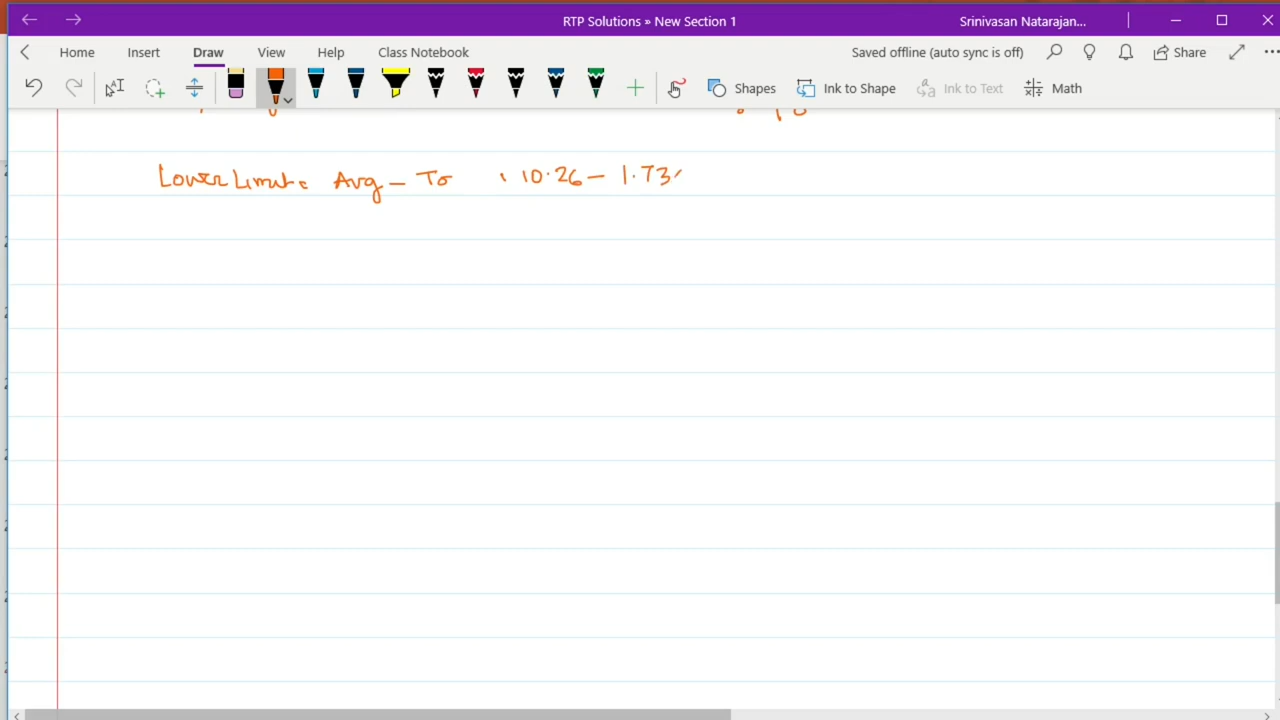 RTP Solutions » New Section 1
Srinivasan Natarajan...
Home Insert Draw View Help Class Notebook
Saved offline (auto sync is off)
Share
Shapes
Ink to Shape
Ink to Text
Math
Lower Limit : Avg – Tσ : 10.26 – 1.73